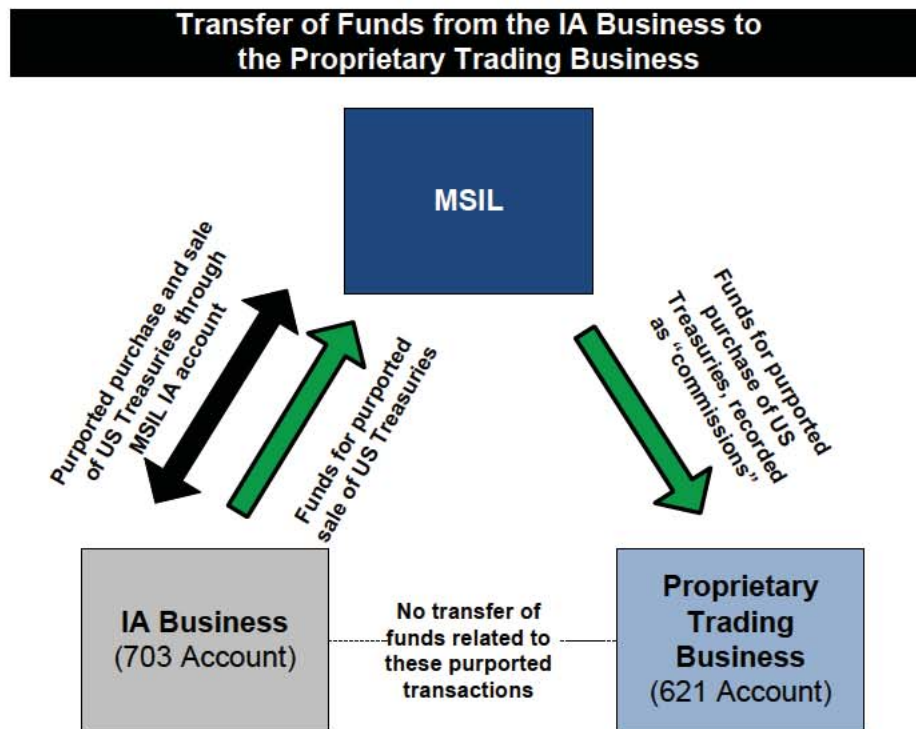 Transfer of Funds from the IA Business to
the Proprietary Trading Business
MSIL
Purported purchase and sale
of US Treasuries through
MSIL IA account
Funds for purported
sale of US Treasuries
Funds for purported
purchase of US
Treasuries, recorded
as “commissions”
IA Business
(703 Account)
No transfer of
funds related to
these purported
transactions
Proprietary
Trading
Business
(621 Account)